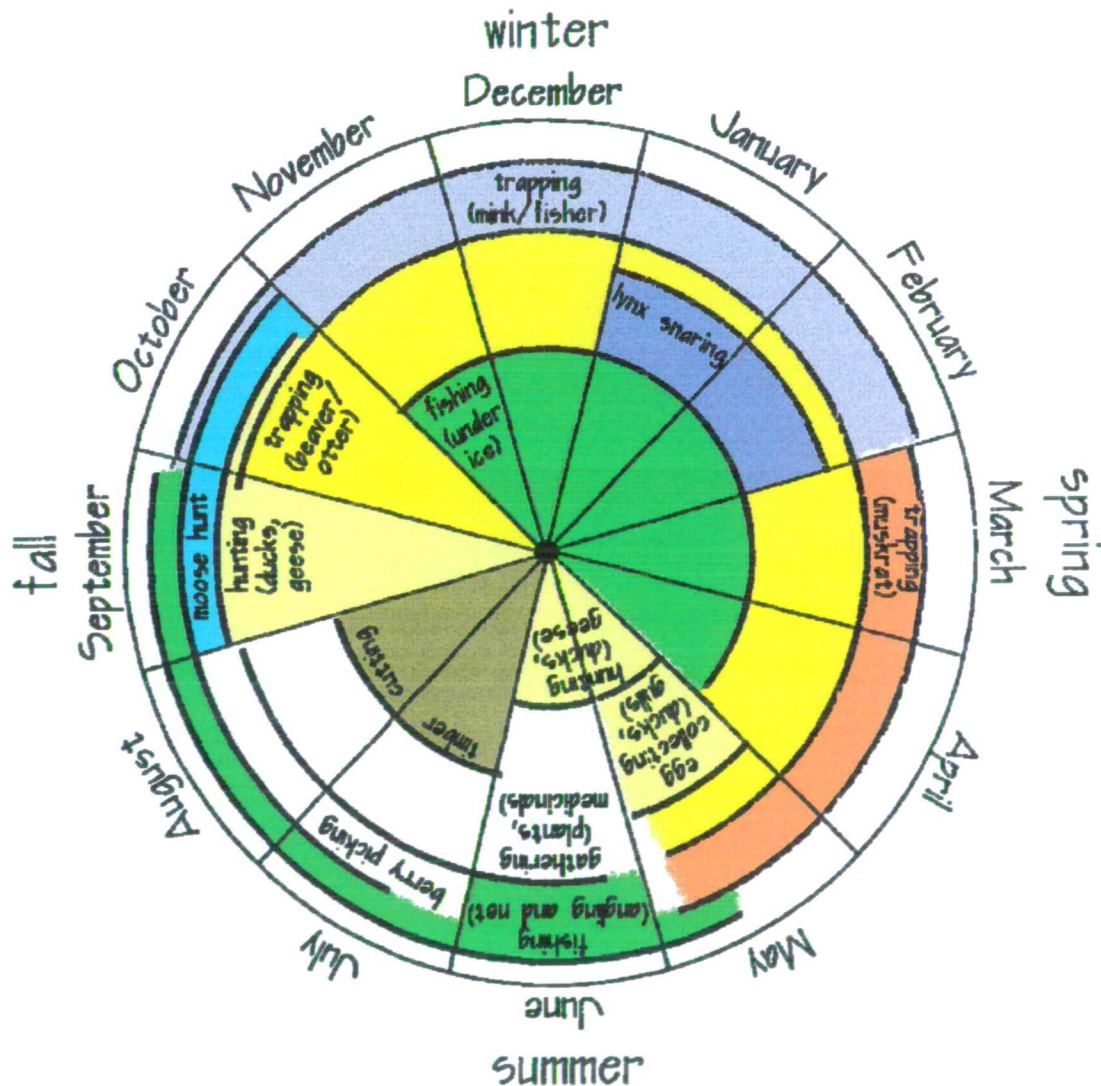 winter
December
January
February
March
spring
April
May
June
summer
July
August
September
fall
October
November
trapping
(mink/fisher)
lynx snaring
trapping
(muskrat)
fishing
(under
ice)
trapping
(beaver/
otter)
moose hunt
hunting
(ducks,
geese)
timber cutting
berry picking
hunting
(ducks,
geese)
egg
collecting
(ducks,
gulls)
gathering
(plants,
medicinals)
fishing
(angling and net)